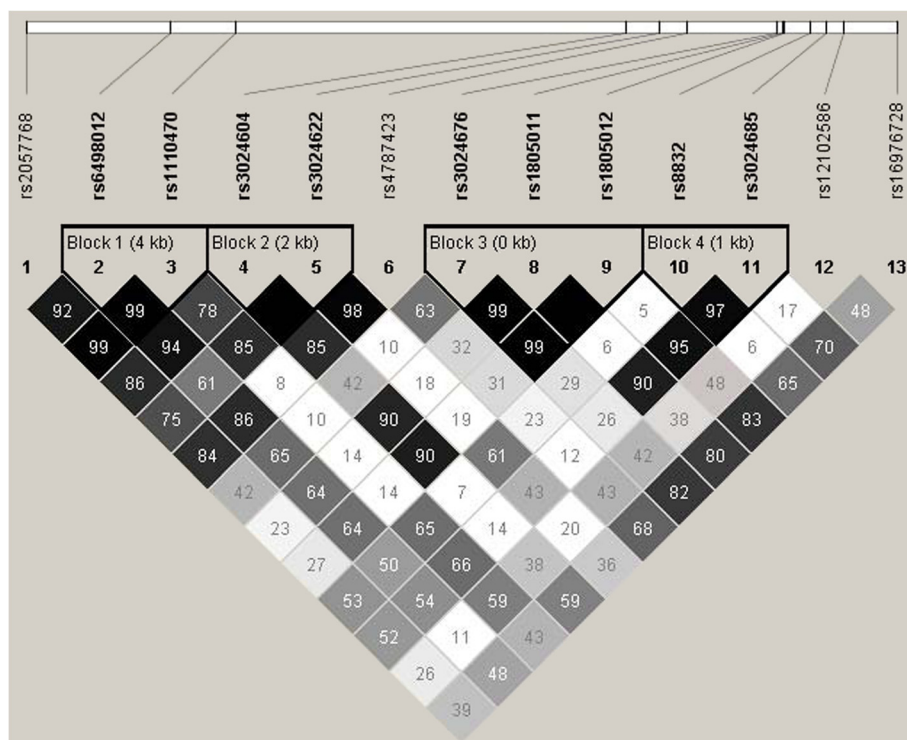 rs2057768
rs6498012
rs1110470
rs3024604
rs3024622
rs4787423
rs3024676
rs1805011
rs1805012
rs8832
rs3024685
rs12102586
rs16976728
Block 1 (4 kb) Block 2 (2 kb) Block 3 (0 kb) Block 4 (1 kb)
1 2 3 4 5 6 7 8 9 10 11 12 13
92 99 78 98 63 99 5 97 17 48
99 94 85 85 10 32 99 6 95 6 70
86 61 8 42 18 31 29 90 48 65
75 86 10 90 19 23 26 38 83
84 65 14 90 61 12 42 80
42 64 14 7 43 43 82
23 64 65 14 20 68
27 50 66 38 36
53 54 59 59
52 11 43
26 48
39